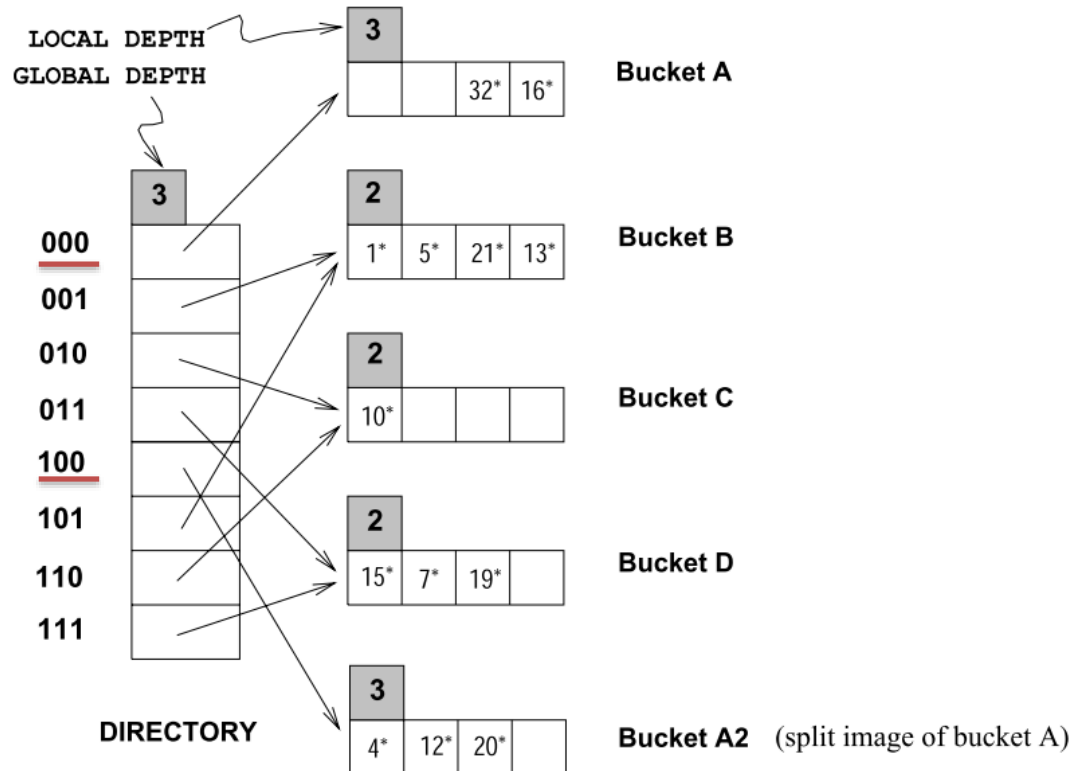 LOCAL DEPTH
GLOBAL DEPTH
3
32* 16*
Bucket A
3
2
1* 5* 21* 13*
Bucket B
000
001
010
011
100
101
110
111
2
10*
Bucket C
2
15* 7* 19*
Bucket D
DIRECTORY
3
4* 12* 20*
Bucket A2 (split image of bucket A)